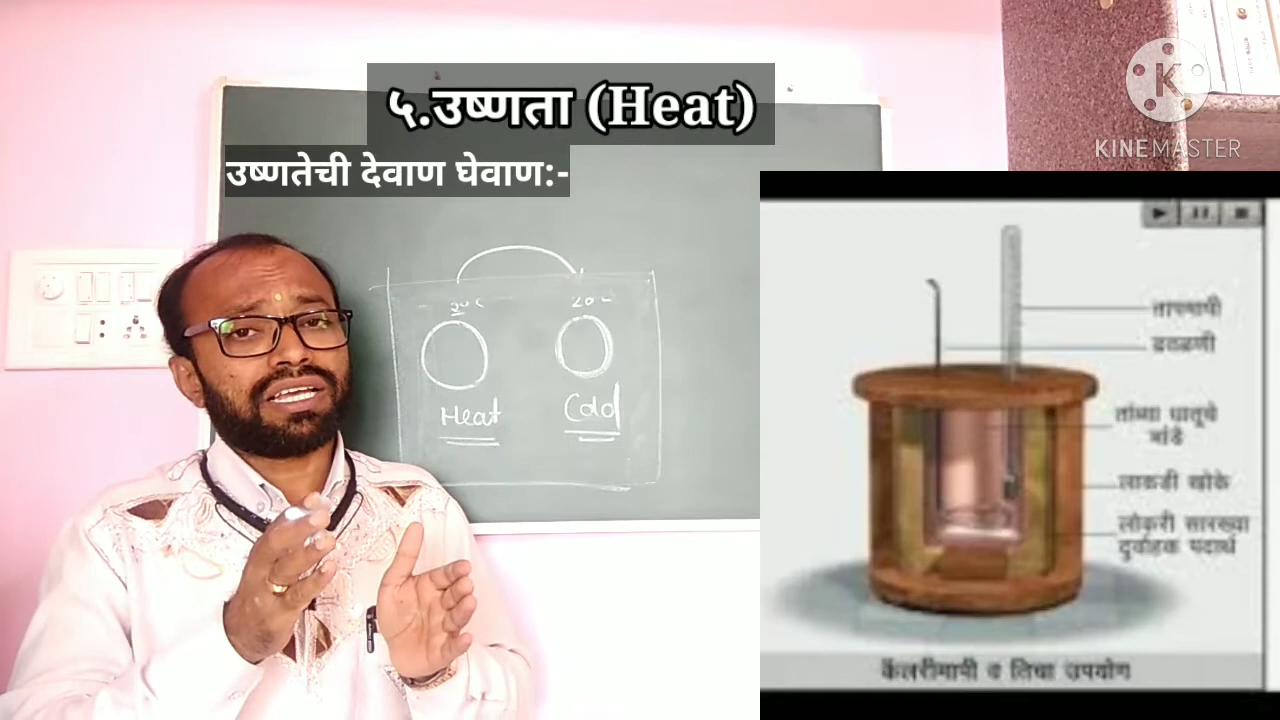 ५.उष्णता (Heat)
उष्णतेची देवाण घेवाण:-
KINEMASTER
Heat
Cold
तापमापी
ढवळणी
तांब्या धातूचे
भांडे
लाकडी खोके
लोकरी सारख्या
दुर्वाहक पदार्थ
कॅलरीमापी व तिचा उपयोग